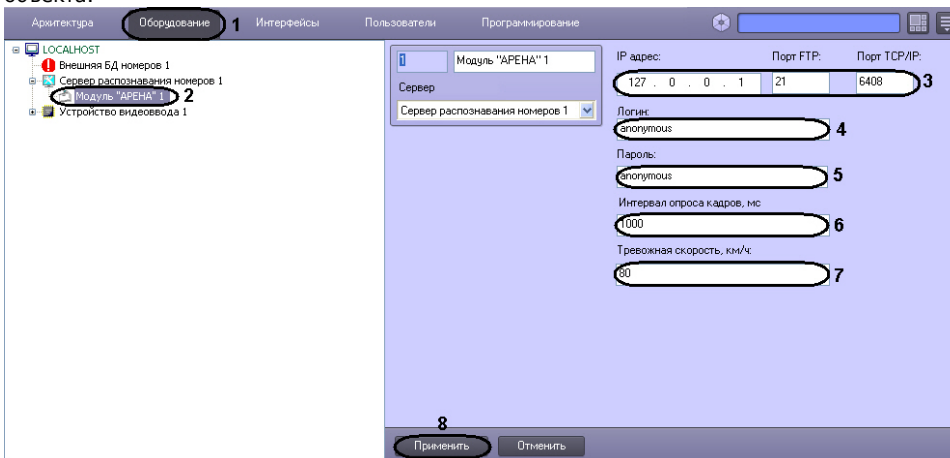 объекта.
Архитектура Оборудование 1 Интерфейсы Пользователи Программирование
LOCALHOST
Внешняя БД номеров 1
Сервер распознавания номеров 1
Модуль "АРЕНА" 1 2
Устройство видеоввода 1
1 Модуль "АРЕНА" 1
Сервер
Сервер распознавания номеров 1
IP адрес: Порт FTP: Порт TCP/IP:
127 . 0 . 0 . 1 21 6408 3
Логин:
anonymous 4
Пароль:
anonymous 5
Интервал опроса кадров, мс
1000 6
Тревожная скорость, км/ч:
80 7
8
Применить Отменить